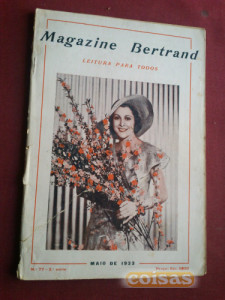 Magazine Bertrand
LEITURA PARA TODOS
MAIO DE 1933
coisas